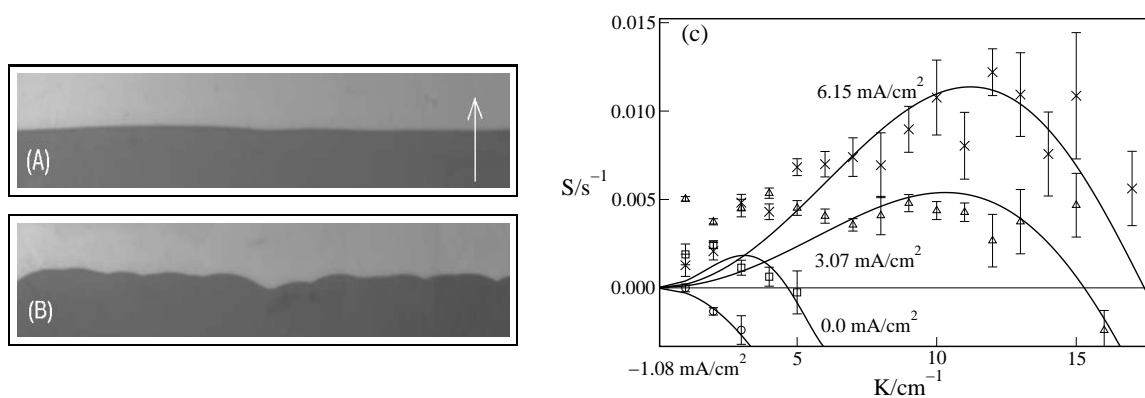 (A)
(B)
(c)
0.015
0.010
0.005
0.000
S/s⁻¹
6.15 mA/cm²
3.07 mA/cm²
0.0 mA/cm²
−1.08 mA/cm²
5
10
15
K/cm⁻¹